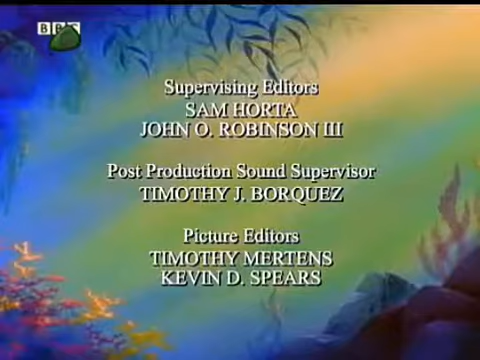 BBC
Supervising Editors
SAM HORTA
JOHN O. ROBINSON III
Post Production Sound Supervisor
TIMOTHY J. BORQUEZ
Picture Editors
TIMOTHY MERTENS
KEVIN D. SPEARS